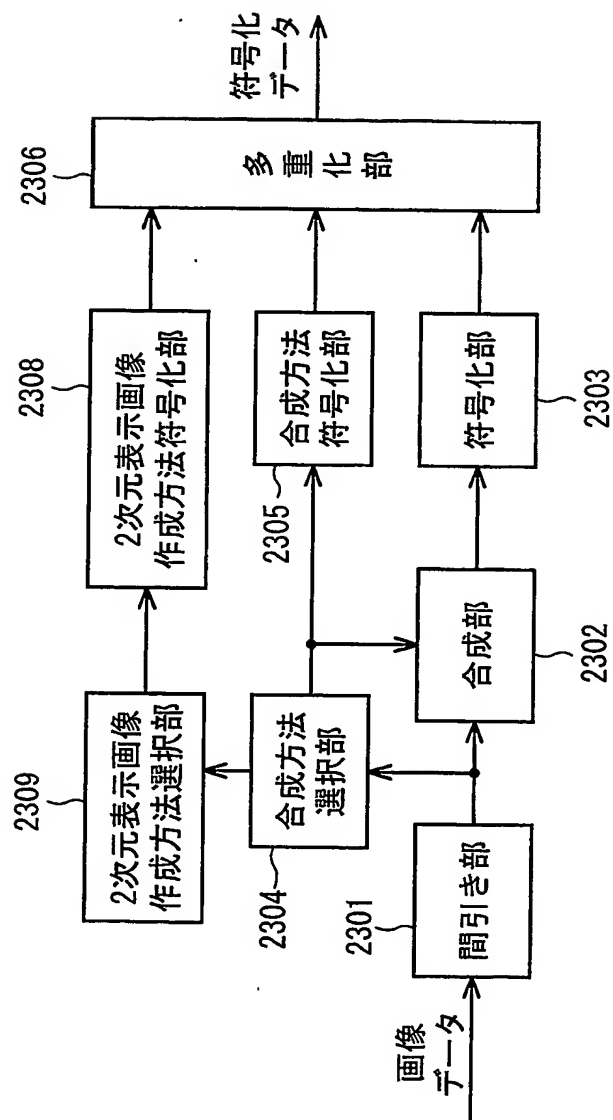 2309
2次元表示画像
作成方法選択部
2308
2次元表示画像
作成方法符号化部
2306
多重化部
符号化
データ
2304
合成方法
選択部
2305
合成方法
符号化部
画像
データ
2301
間引き部
合成部
2302
符号化部
2303